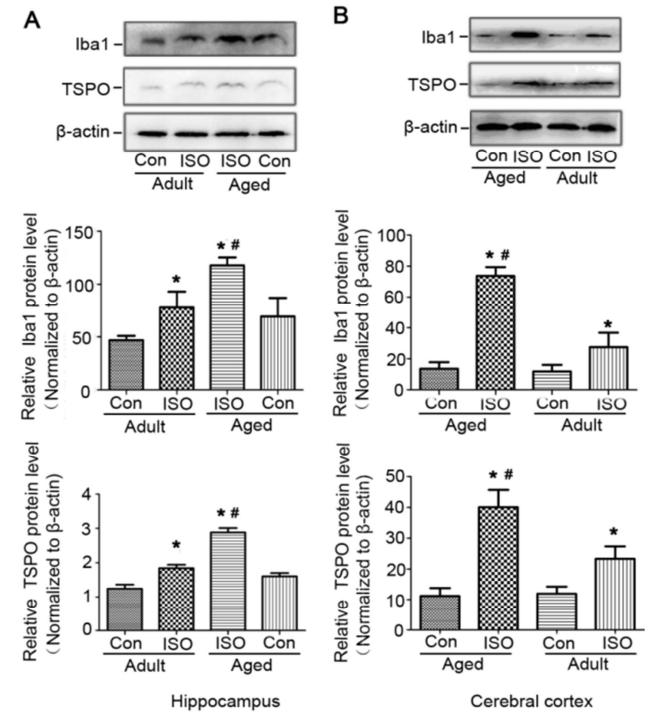 A
Iba1
TSPO
β-actin
Con ISO ISO Con
Adult Aged
B
Iba1
TSPO
β-actin
Con ISO Con ISO
Aged Adult
Relative Iba1 protein level
(Normalized to β-actin)
150
100
50
0
*
* #
Con ISO ISO Con
Adult Aged
Relative Iba1 protein level
(Normalized to β-actin)
100
80
60
40
20
0
* #
*
Con ISO Con ISO
Aged Adult
Relative TSPO protein level
(Normalized to β-actin)
4
3
2
1
0
*
* #
Con ISO ISO Con
Adult Aged
Hippocampus
Relative TSPO protein level
(Normalized to β-actin)
50
40
30
20
10
0
* #
*
Con ISO Con ISO
Aged Adult
Cerebral cortex